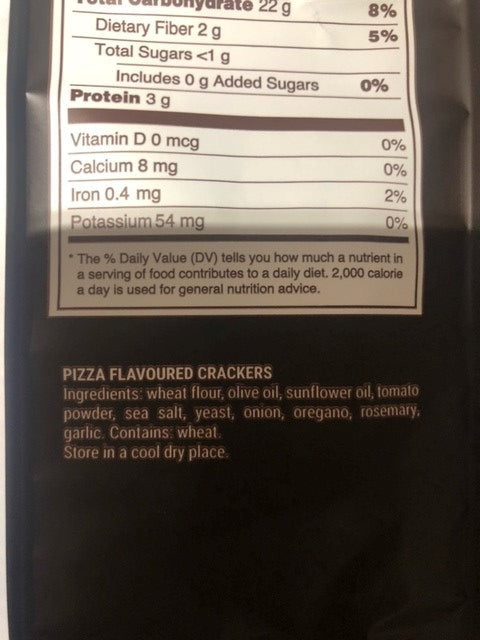 Total Carbohydrate 22 g 8%
Dietary Fiber 2 g 5%
Total Sugars <1 g
Includes 0 g Added Sugars 0%
Protein 3 g
Vitamin D 0 mcg 0%
Calcium 8 mg 0%
Iron 0.4 mg 2%
Potassium 54 mg 0%
* The % Daily Value (DV) tells you how much a nutrient in
a serving of food contributes to a daily diet. 2,000 calorie
a day is used for general nutrition advice.
PIZZA FLAVOURED CRACKERS
Ingredients: wheat flour, olive oil, sunflower oil, tomato
powder, sea salt, yeast, onion, oregano, rosemary,
garlic. Contains: wheat.
Store in a cool dry place.